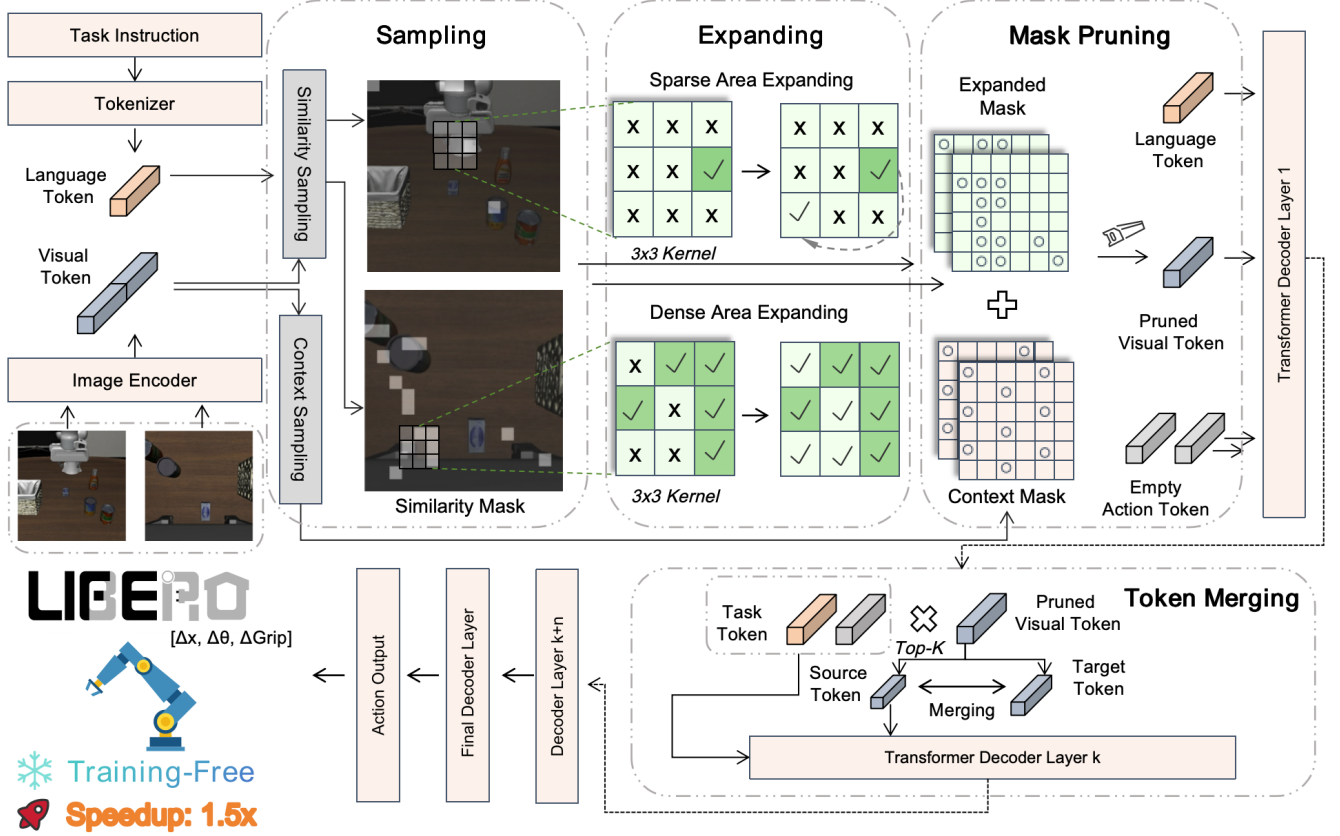 Task Instruction
Tokenizer
Language
Token
Visual
Token
Image Encoder
Sampling
Similarity Sampling
Context Sampling
Similarity Mask
Expanding
Sparse Area Expanding
X X X X X X
X X ✓ X X ✓
X X X ✓ X X
3x3 Kernel
Dense Area Expanding
X ✓ ✓ ✓ ✓ ✓
✓ X ✓ ✓ ✓ ✓
X X ✓ ✓ ✓ ✓
3x3 Kernel
Mask Pruning
Expanded
Mask
Language
Token
Pruned
Visual Token
Context Mask
Empty
Action Token
Transformer Decoder Layer 1
Token Merging
Task
Token
Top-K
Pruned
Visual Token
Source
Token
Merging
Target
Token
Transformer Decoder Layer k
Decoder Layer k+n
Final Decoder Layer
Action Output
LIBERO
[Δx, Δθ, ΔGrip]
Training-Free
Speedup: 1.5x